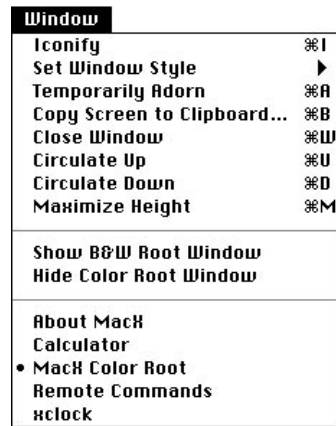 Window
Iconify ⌘I
Set Window Style ▶
Temporarily Adorn ⌘A
Copy Screen to Clipboard... ⌘B
Close Window ⌘W
Circulate Up ⌘U
Circulate Down ⌘D
Maximize Height ⌘M
Show B&W Root Window
Hide Color Root Window
About MacX
Calculator
• MacX Color Root
Remote Commands
xclock